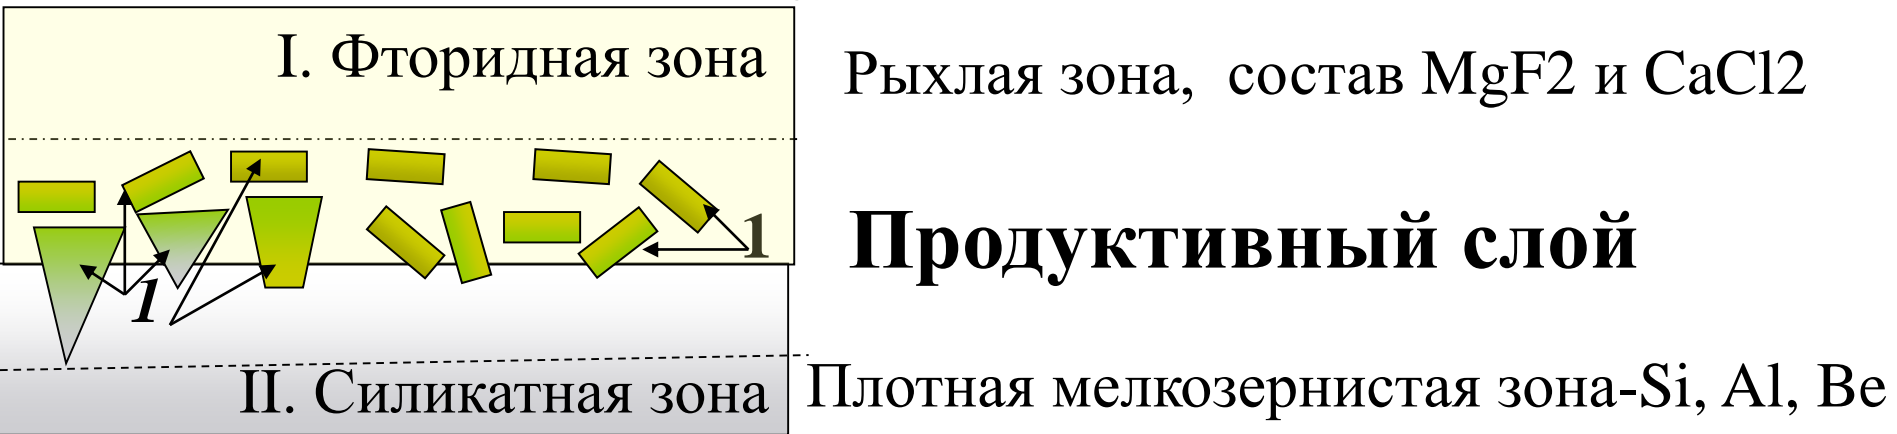 I. Фторидная зона
Рыхлая зона, состав MgF2 и CaCl2
1
Продуктивный слой
1
II. Силикатная зона
Плотная мелкозернистая зона-Si, Al, Be